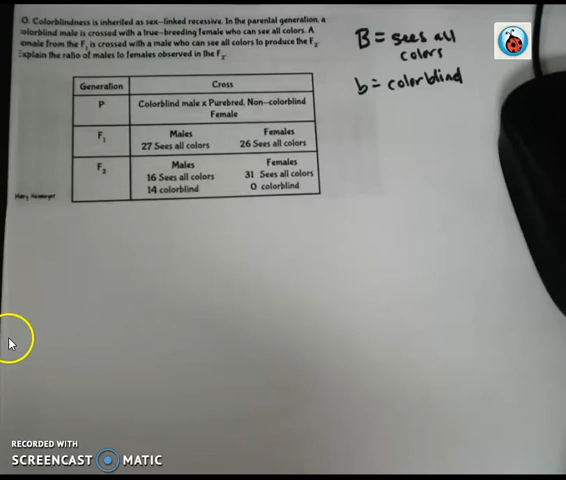 O. Colorblindness is inherited as sex-linked recessive. In the parental generation, a
olorblind male is crossed with a true-breeding female who can see all colors. A
emale from the F₁ is crossed with a male who can see all colors to produce the F₂.
Explain the ratio of males to females observed in the F₂.
B = sees all
colors
b = colorblind
Generation Cross
P Colorblind male x Purebred, Non-colorblind
Female
F₁ Males Females
27 Sees all colors 26 Sees all colors
F₂ Males Females
16 Sees all colors 31 Sees all colors
14 colorblind 0 colorblind
RECORDED WITH
SCREENCAST MATIC